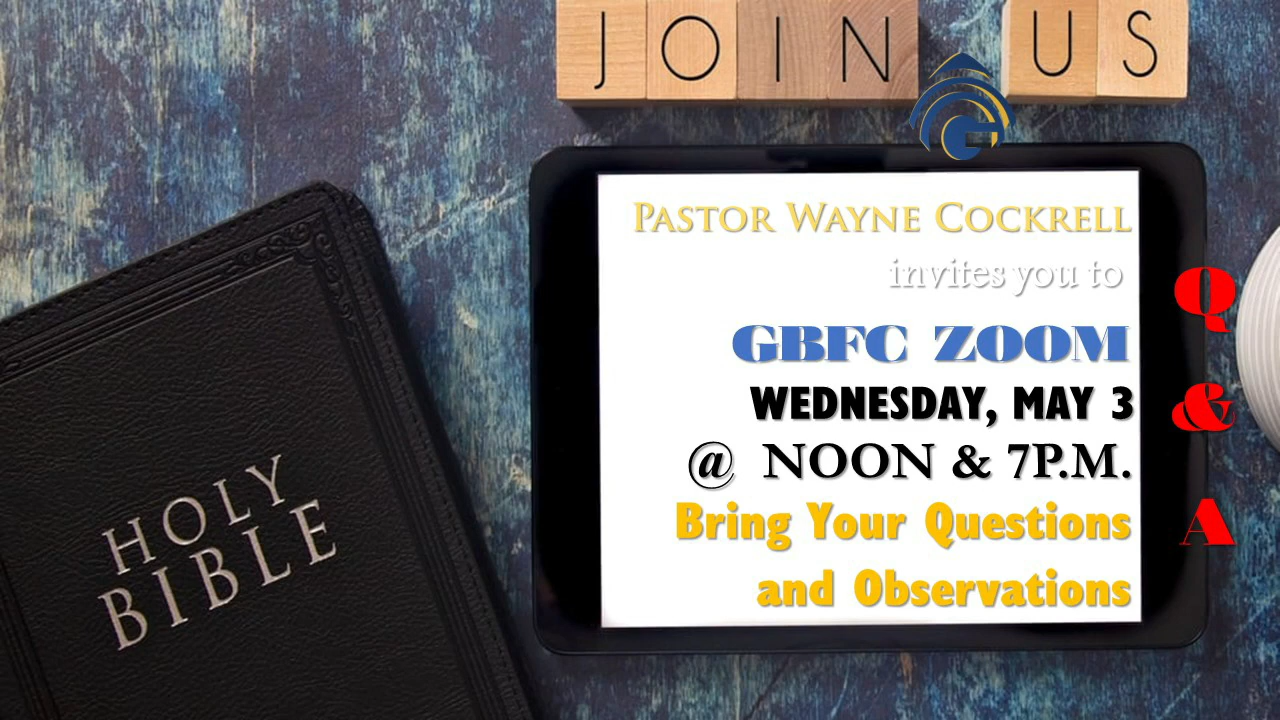 JOIN US
PASTOR WAYNE COCKRELL
invites you to
GBFC ZOOM
WEDNESDAY, MAY 3
@ NOON & 7P.M.
Bring Your Questions
and Observations
Q
&
A
HOLY
BIBLE
G